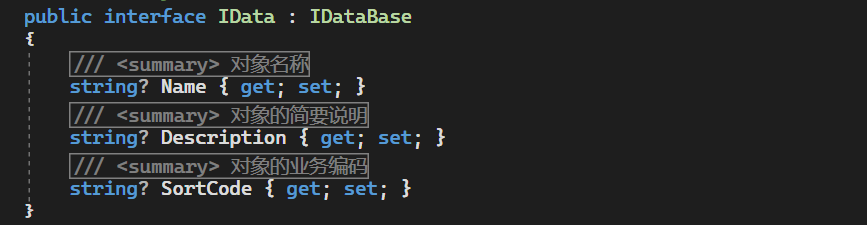 public interface IData : IDataBase
{
/// <summary> 对象名称
string? Name { get; set; }
/// <summary> 对象的简要说明
string? Description { get; set; }
/// <summary> 对象的业务编码
string? SortCode { get; set; }
}